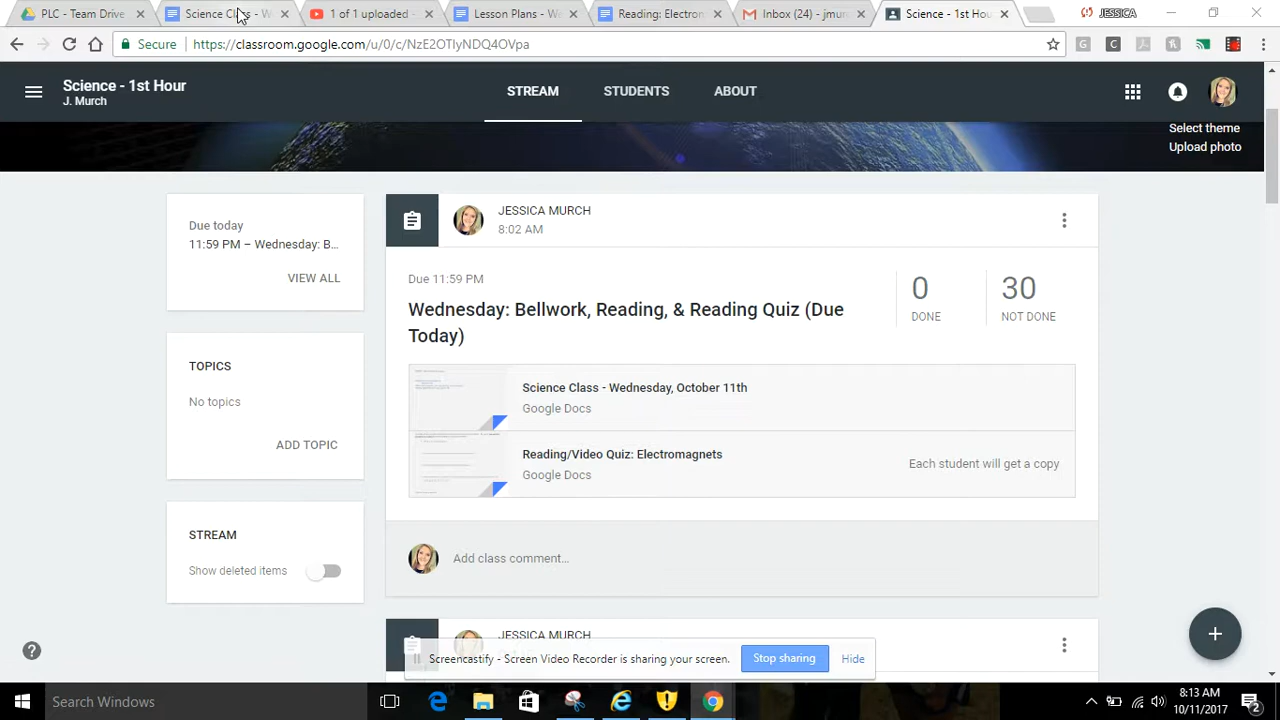 PLC - Team Drive
Science Class - W
1 of 1 uploaded -
Lesson Plans - We
Reading: Electron
Inbox (24) - jmur
Science - 1st Hou
JESSICA
Secure
https://classroom.google.com/u/0/c/NzE2OTIyNDQ4OVpa
Science - 1st Hour
J. Murch
STREAM
STUDENTS
ABOUT
Select theme
Upload photo
Due today
11:59 PM – Wednesday: B...
VIEW ALL
TOPICS
No topics
ADD TOPIC
STREAM
Show deleted items
JESSICA MURCH
8:02 AM
Due 11:59 PM
Wednesday: Bellwork, Reading, & Reading Quiz (Due
Today)
0
DONE
30
NOT DONE
Science Class - Wednesday, October 11th
Google Docs
Reading/Video Quiz: Electromagnets
Google Docs
Each student will get a copy
Add class comment...
JESSICA MURCH
Screencastify - Screen Video Recorder is sharing your screen.
Stop sharing
Hide
Search Windows
8:13 AM
10/11/2017
2